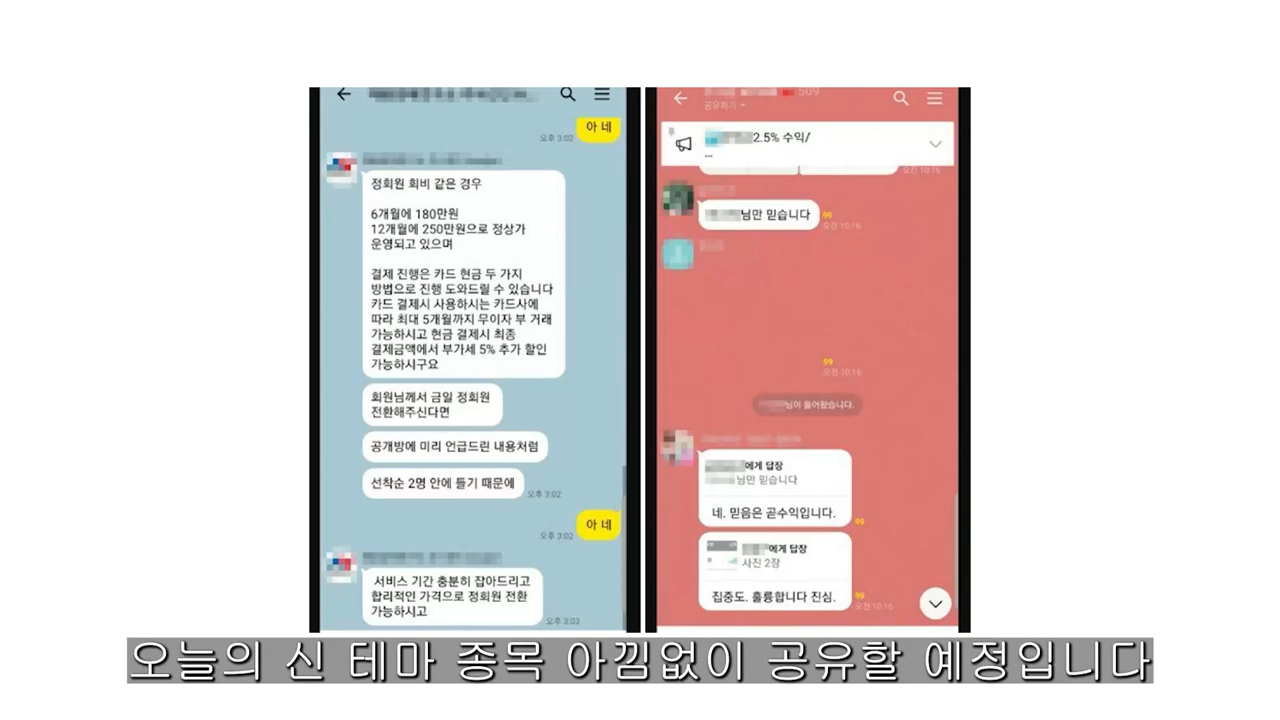 아 네
오후 3:02
정회원 회비 같은 경우
6개월에 180만원
12개월에 250만원으로 정상가
운영되고 있으며
결제 진행은 카드 현금 두 가지
방법으로 진행 도와드릴 수 있습니다
카드 결제시 사용하시는 카드사에
따라 최대 5개월까지 무이자 부 거래
가능하시고 현금 결제시 최종
결제금액에서 부가세 5% 추가 할인
가능하시구요
회원님께서 금일 정회원
전환해주신다면
공개방에 미리 언급드린 내용처럼
선착순 2명 안에 들기 때문에
오후 3:02
아 네
오후 3:02
서비스 기간 충분히 잡아드리고
합리적인 가격으로 정회원 전환
가능하시고
오후 3:03
509
공유하기
2.5% 수익/
...
오전 10:16
님만 믿습니다
99
오전 10:16
99
오전 10:16
님이 들어왔습니다.
에게 답장
님만 믿습니다
네. 믿음은 곧수익입니다.
99
에게 답장
사진 2장
집중도. 훌륭합니다 진심.
99
오전 10:16
오늘의 신 테마 종목 아낌없이 공유할 예정입니다